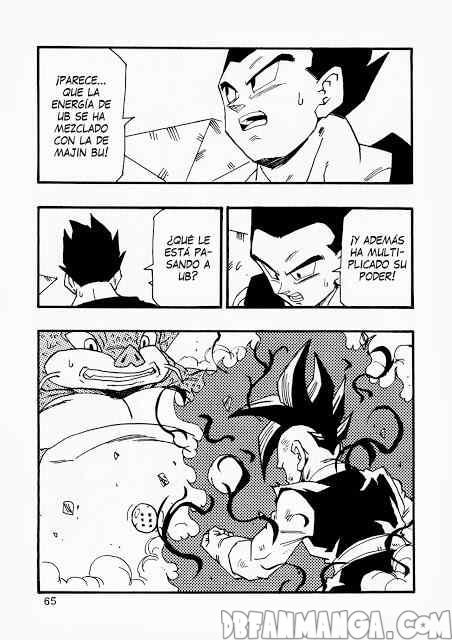 ¡PARECE...
QUE LA
ENERGÍA DE
UB SE HA
MEZCLADO
CON LA DE
MAJIN BU!
¿QUÉ LE
ESTÁ PA-
SANDO A
UB?
¡Y ADEMÁS
HA MULTI-
PLICADO SU
PODER!
65
DBFANMANGA.COM